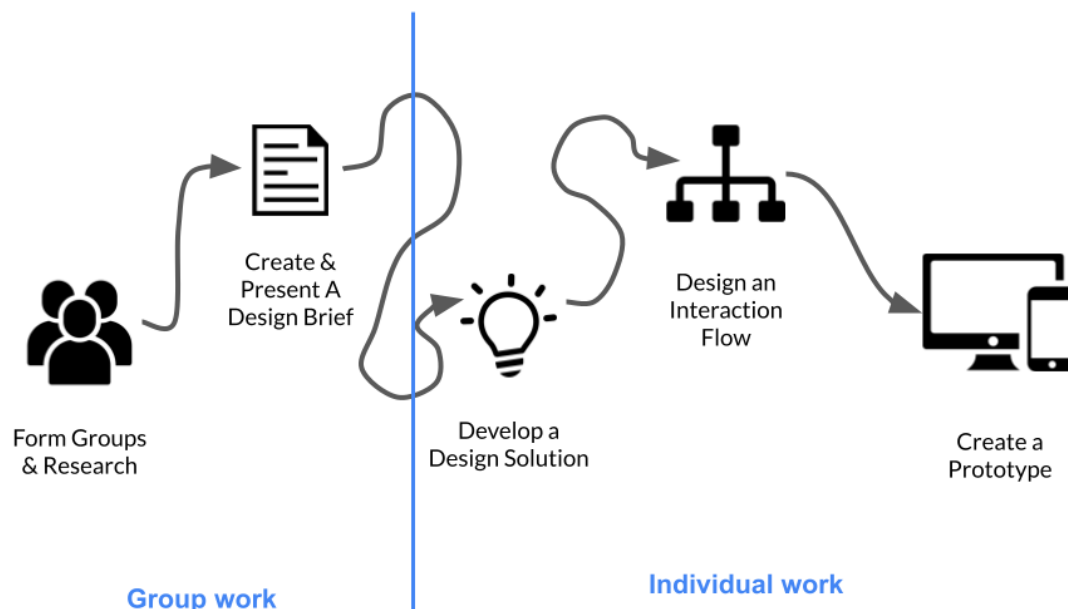 Form Groups
& Research
Create &
Present A
Design Brief
Develop a
Design Solution
Design an
Interaction
Flow
Create a
Prototype
Group work
Individual work